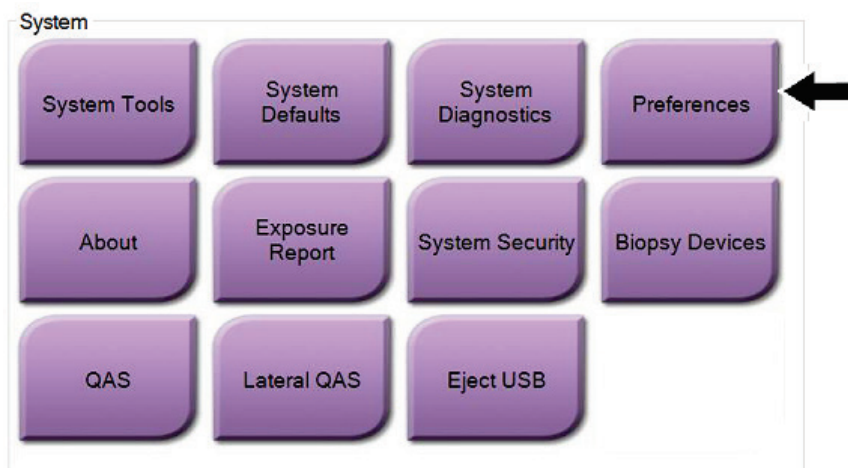 System
System Tools
System
Defaults
System
Diagnostics
Preferences
About
Exposure
Report
System Security
Biopsy Devices
QAS
Lateral QAS
Eject USB